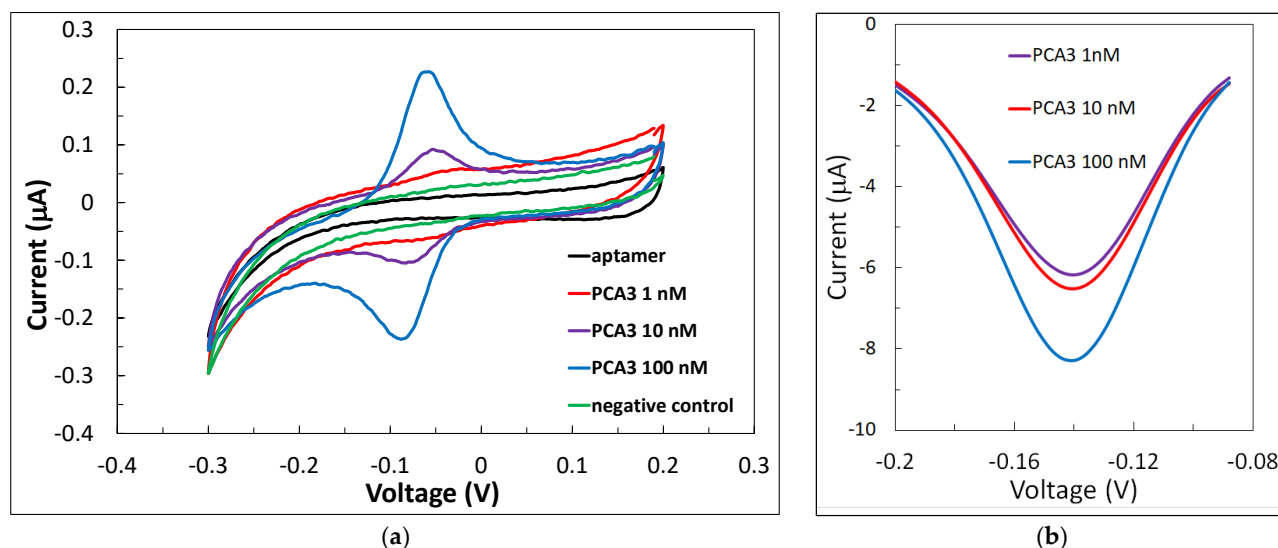 0.3
0.2
0.1
0
-0.1
-0.2
-0.3
-0.4
Current (µA)
aptamer
PCA3 1 nM
PCA3 10 nM
PCA3 100 nM
negative control
-0.4 -0.3 -0.2 -0.1 0 0.1 0.2 0.3
Voltage (V)
(a)
0
-2
-4
-6
-8
-10
Current (µA)
PCA3 1nM
PCA3 10 nM
PCA3 100 nM
-0.2 -0.16 -0.12 -0.08
Voltage (V)
(b)